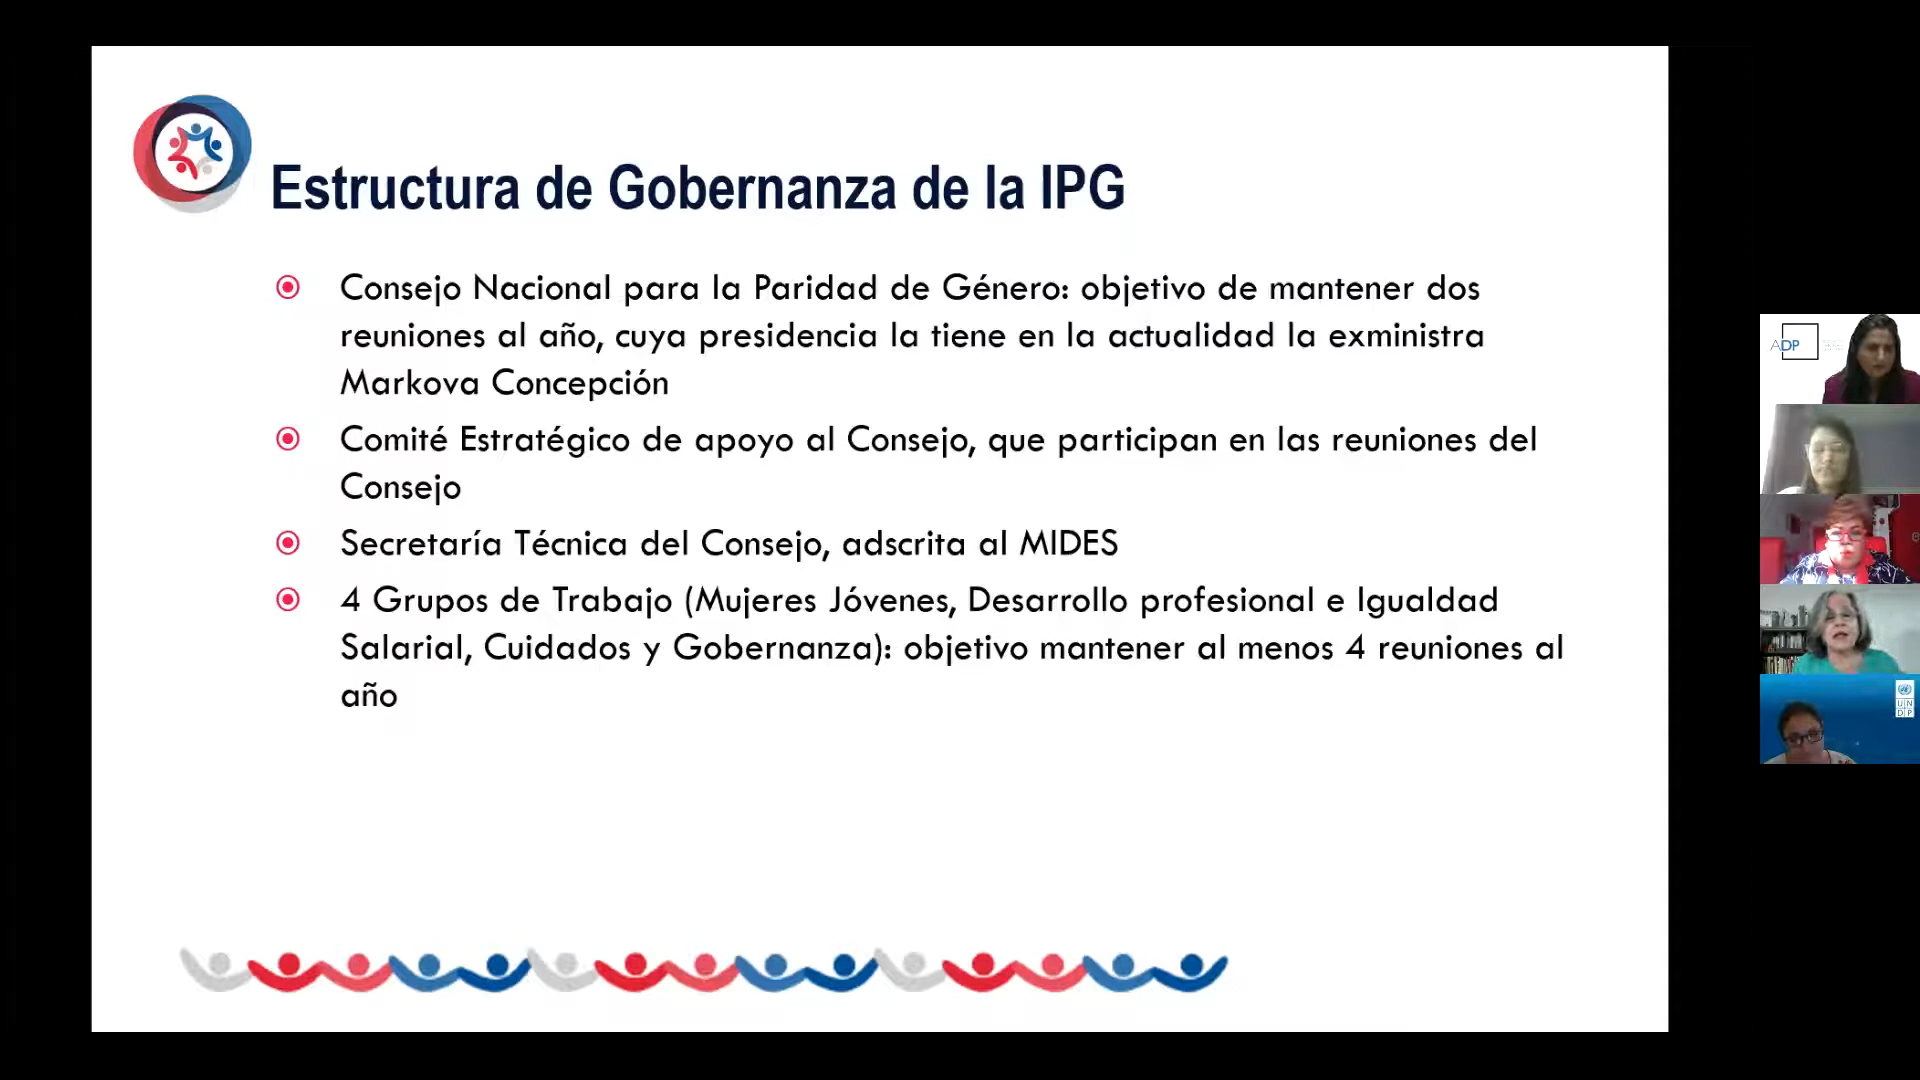 Estructura de Gobernanza de la IPG
Consejo Nacional para la Paridad de Género: objetivo de mantener dos
reuniones al año, cuya presidencia la tiene en la actualidad la exministra
Markova Concepción
Comité Estratégico de apoyo al Consejo, que participan en las reuniones del
Consejo
Secretaría Técnica del Consejo, adscrita al MIDES
4 Grupos de Trabajo (Mujeres Jóvenes, Desarrollo profesional e Igualdad
Salarial, Cuidados y Gobernanza): objetivo mantener al menos 4 reuniones al
año
ADP
UN
DP